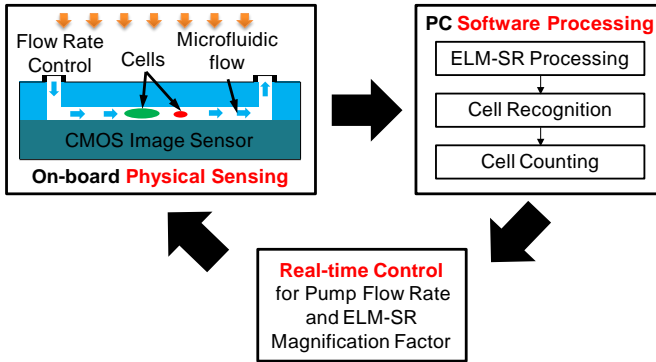 Flow Rate
Control
Cells
Microfluidic
flow
CMOS Image Sensor
On-board Physical Sensing
PC Software Processing
ELM-SR Processing
Cell Recognition
Cell Counting
Real-time Control
for Pump Flow Rate
and ELM-SR
Magnification Factor